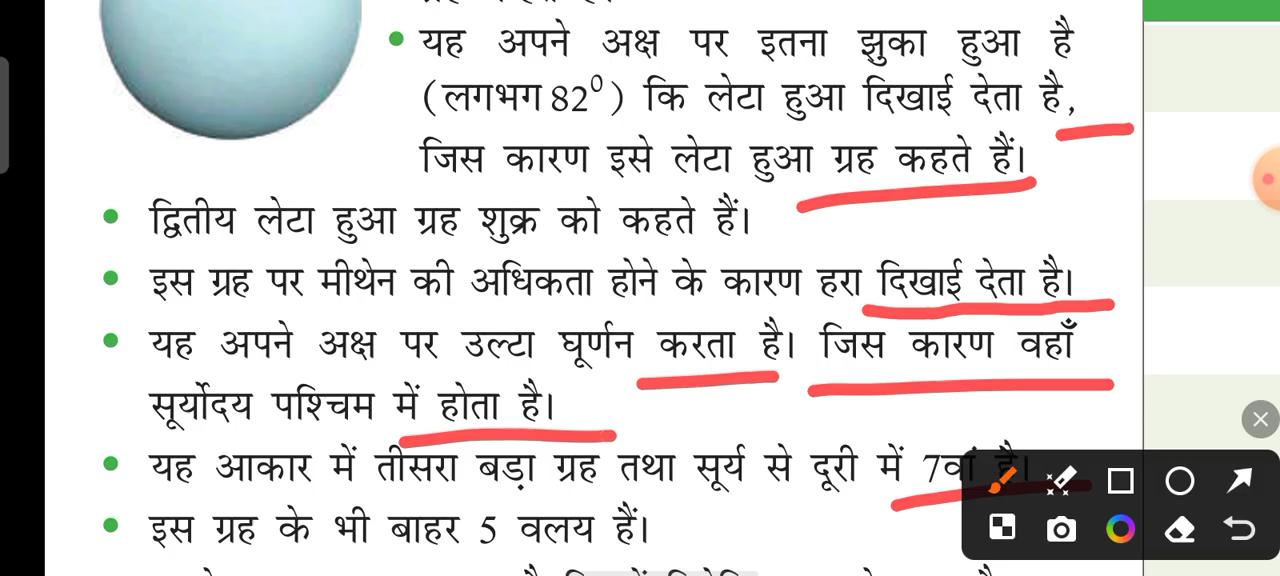 यह अपने अक्ष पर इतना झुका हुआ है
(लगभग 82⁰) कि लेटा हुआ दिखाई देता है,
जिस कारण इसे लेटा हुआ ग्रह कहते हैं।
द्वितीय लेटा हुआ ग्रह शुक्र को कहते हैं।
इस ग्रह पर मीथेन की अधिकता होने के कारण हरा दिखाई देता है।
यह अपने अक्ष पर उल्टा घूर्णन करता है। जिस कारण वहाँ
सूर्योदय पश्चिम में होता है।
यह आकार में तीसरा बड़ा ग्रह तथा सूर्य से दूरी में 7वां है।
इस ग्रह के भी बाहर 5 वलय हैं।